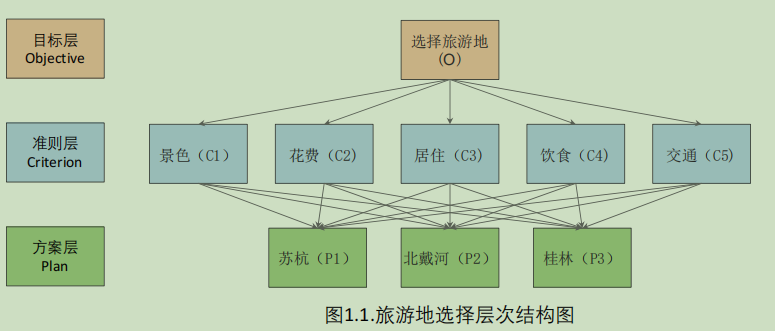 目标层
Objective
选择旅游地
(O)
准则层
Criterion
景色（C1）
花费（C2）
居住（C3）
饮食（C4）
交通（C5）
方案层
Plan
苏杭（P1）
北戴河（P2）
桂林（P3）
图1.1.旅游地选择层次结构图